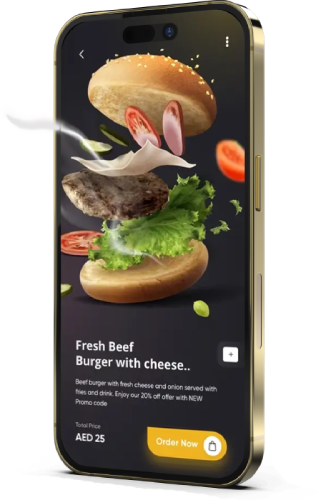 Fresh Beef
Burger with cheese..
Beef burger with fresh cheese and onion served with
fries and drink. Enjoy our 20% off offer with NEW
Promo code
Total Price
AED 25
Order Now